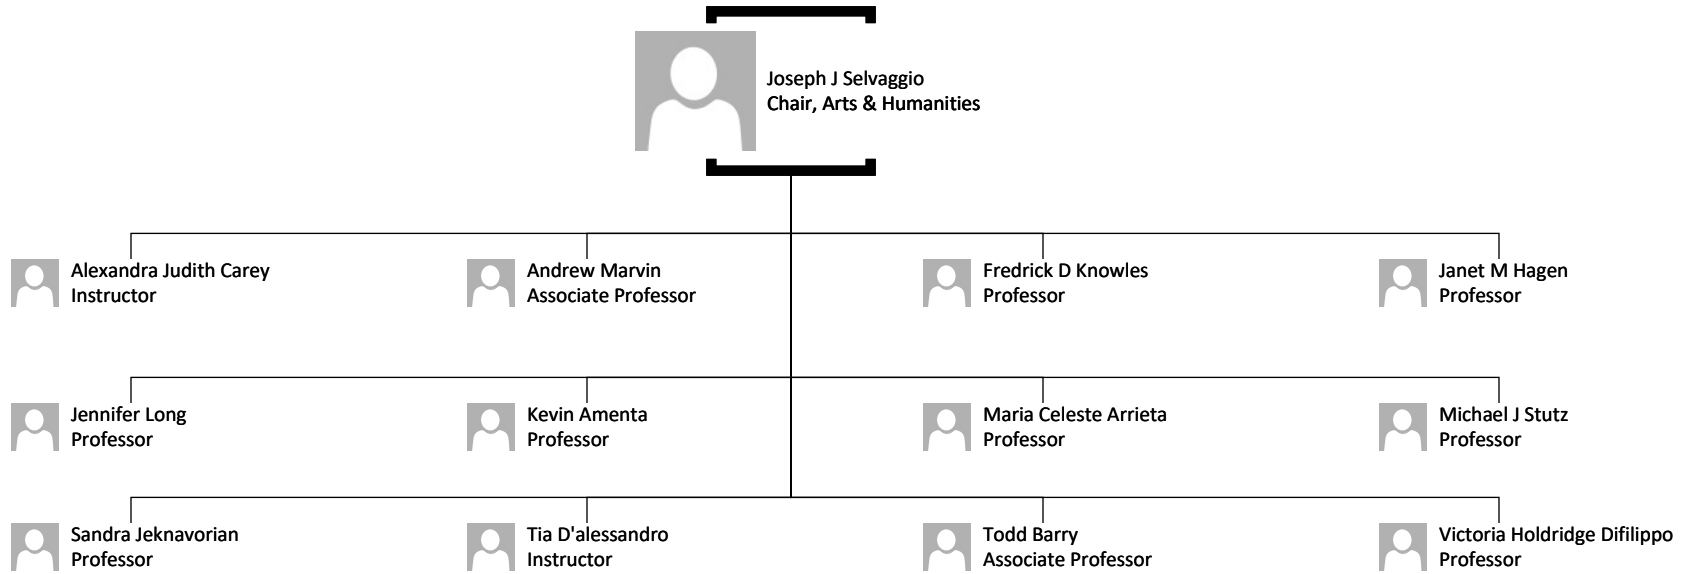 Joseph J Selvaggio
Chair, Arts & Humanities
Alexandra Judith Carey
Instructor
Andrew Marvin
Associate Professor
Fredrick D Knowles
Professor
Janet M Hagen
Professor
Jennifer Long
Professor
Kevin Amenta
Professor
Maria Celeste Arrieta
Professor
Michael J Stutz
Professor
Sandra Jeknavorian
Professor
Tia D'alessandro
Instructor
Todd Barry
Associate Professor
Victoria Holdridge Difilippo
Professor